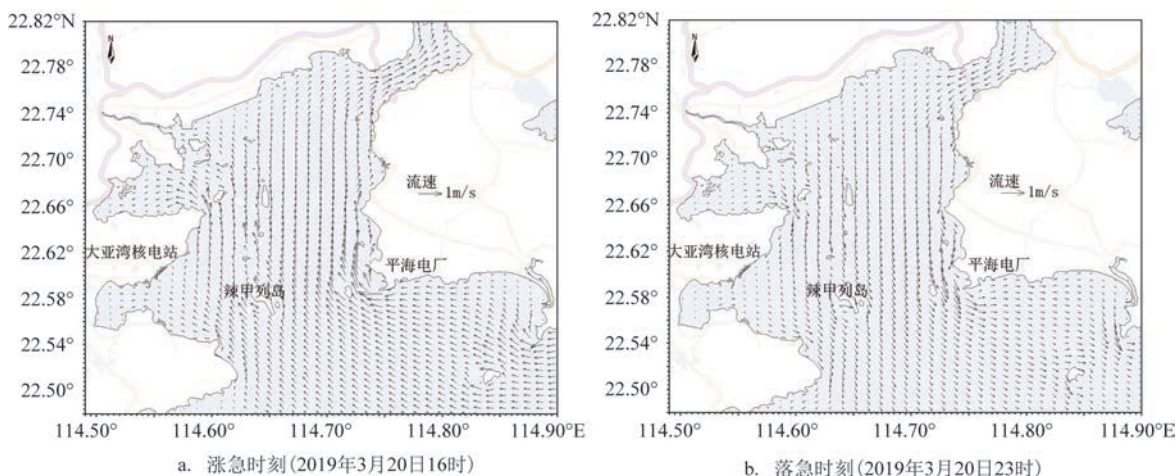 22.82°N
22.78°
22.74°
22.70°
22.66°
22.62°
22.58°
22.54°
22.50°
114.50°
114.60°
114.70°
114.80°
114.90°E
N
流速
1m/s
大亚湾核电站
平海电厂
辣甲列岛
a. 涨急时刻(2019年3月20日16时)
22.82°N
22.78°
22.74°
22.70°
22.66°
22.62°
22.58°
22.54°
22.50°
114.50°
114.60°
114.70°
114.80°
114.90°E
N
流速
1m/s
大亚湾核电站
平海电厂
辣甲列岛
b. 落急时刻(2019年3月20日23时)